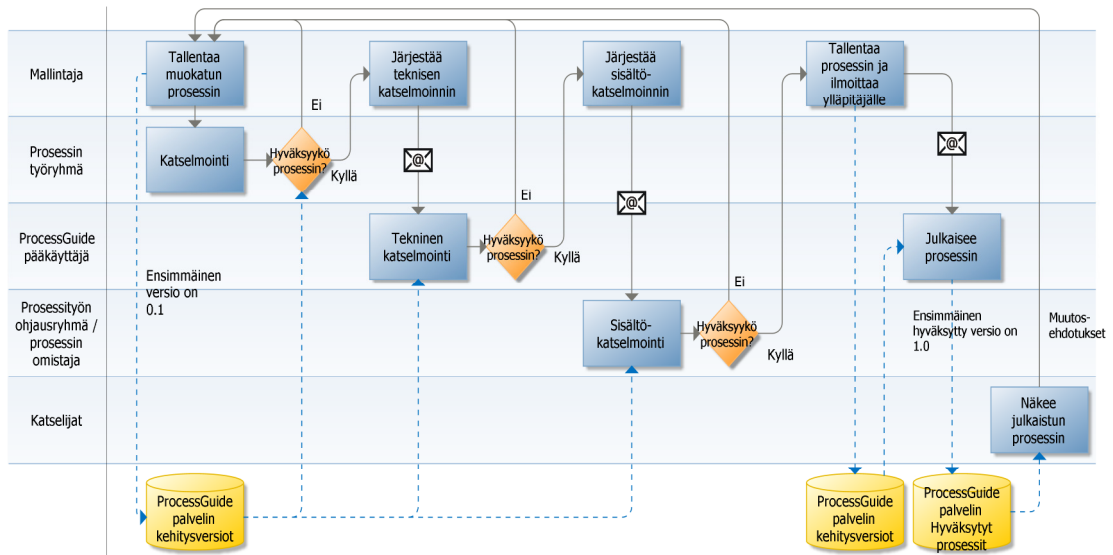 Mallintaja
Tallentaa
muokatun
prosessin
Ei
Järjestää
teknisen
katselmoinnin
Järjestää
sisältö-
katselmoinnin
Tallentaa
prosessin ja
ilmoittaa
ylläpitäjälle
Prosessin
työryhmä
Katselmointi
Hyväksyykö
prosessin?
Kyllä
@
Ei
@
@
ProcessGuide
pääkäyttäjä
Ensimmäinen
versio on
0.1
Tekninen
katselmointi
Hyväksyykö
prosessin?
Kyllä
Ei
Julkaisee
prosessin
Prosessityön
ohjausryhmä /
prosessin
omistaja
Sisältö-
katselmointi
Hyväksyykö
prosessin?
Kyllä
Ensimmäinen
hyväksytty versio on
1.0
Muutos-
ehdotukset
Katselijat
Näkee
julkaistun
prosessin
ProcessGuide
palvelin
kehitysversiot
ProcessGuide
palvelin
kehitysversiot
ProcessGuide
palvelin
Hyväksytyt
prosessit